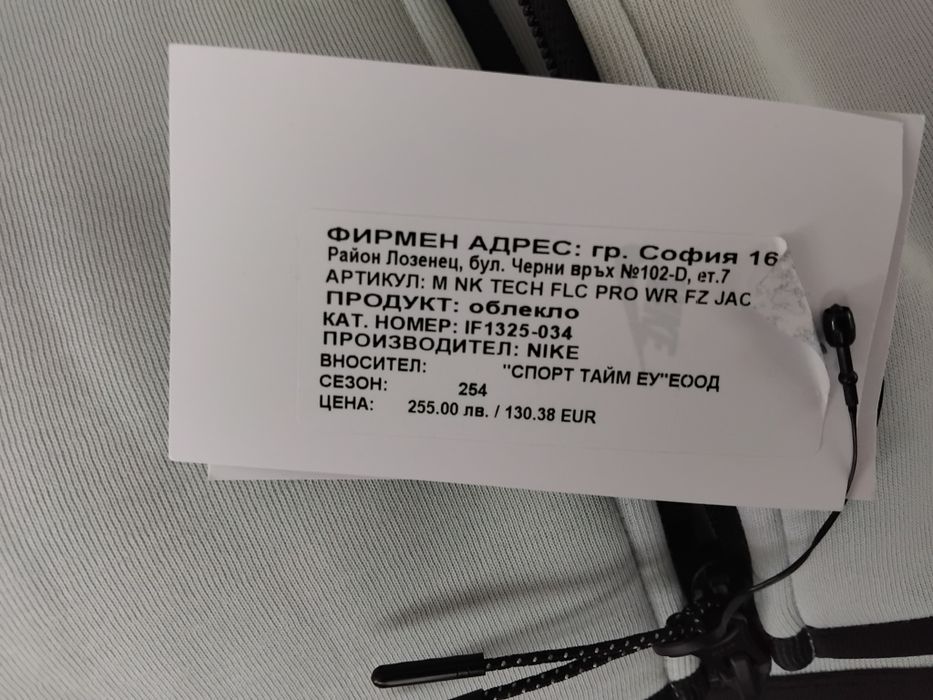 ФИРМЕН АДРЕС: гр. София 16
Район Лозенец, бул. Черни връх №102-D, ет.7
АРТИКУЛ: M NK TECH FLC PRO WR FZ JAC
ПРОДУКТ: облекло
КАТ. НОМЕР: IF1325-034
ПРОИЗВОДИТЕЛ: NIKE
ВНОСИТЕЛ: "СПОРТ ТАЙМ ЕУ"ЕООД
СЕЗОН: 254
ЦЕНА: 255.00 лв. / 130.38 EUR